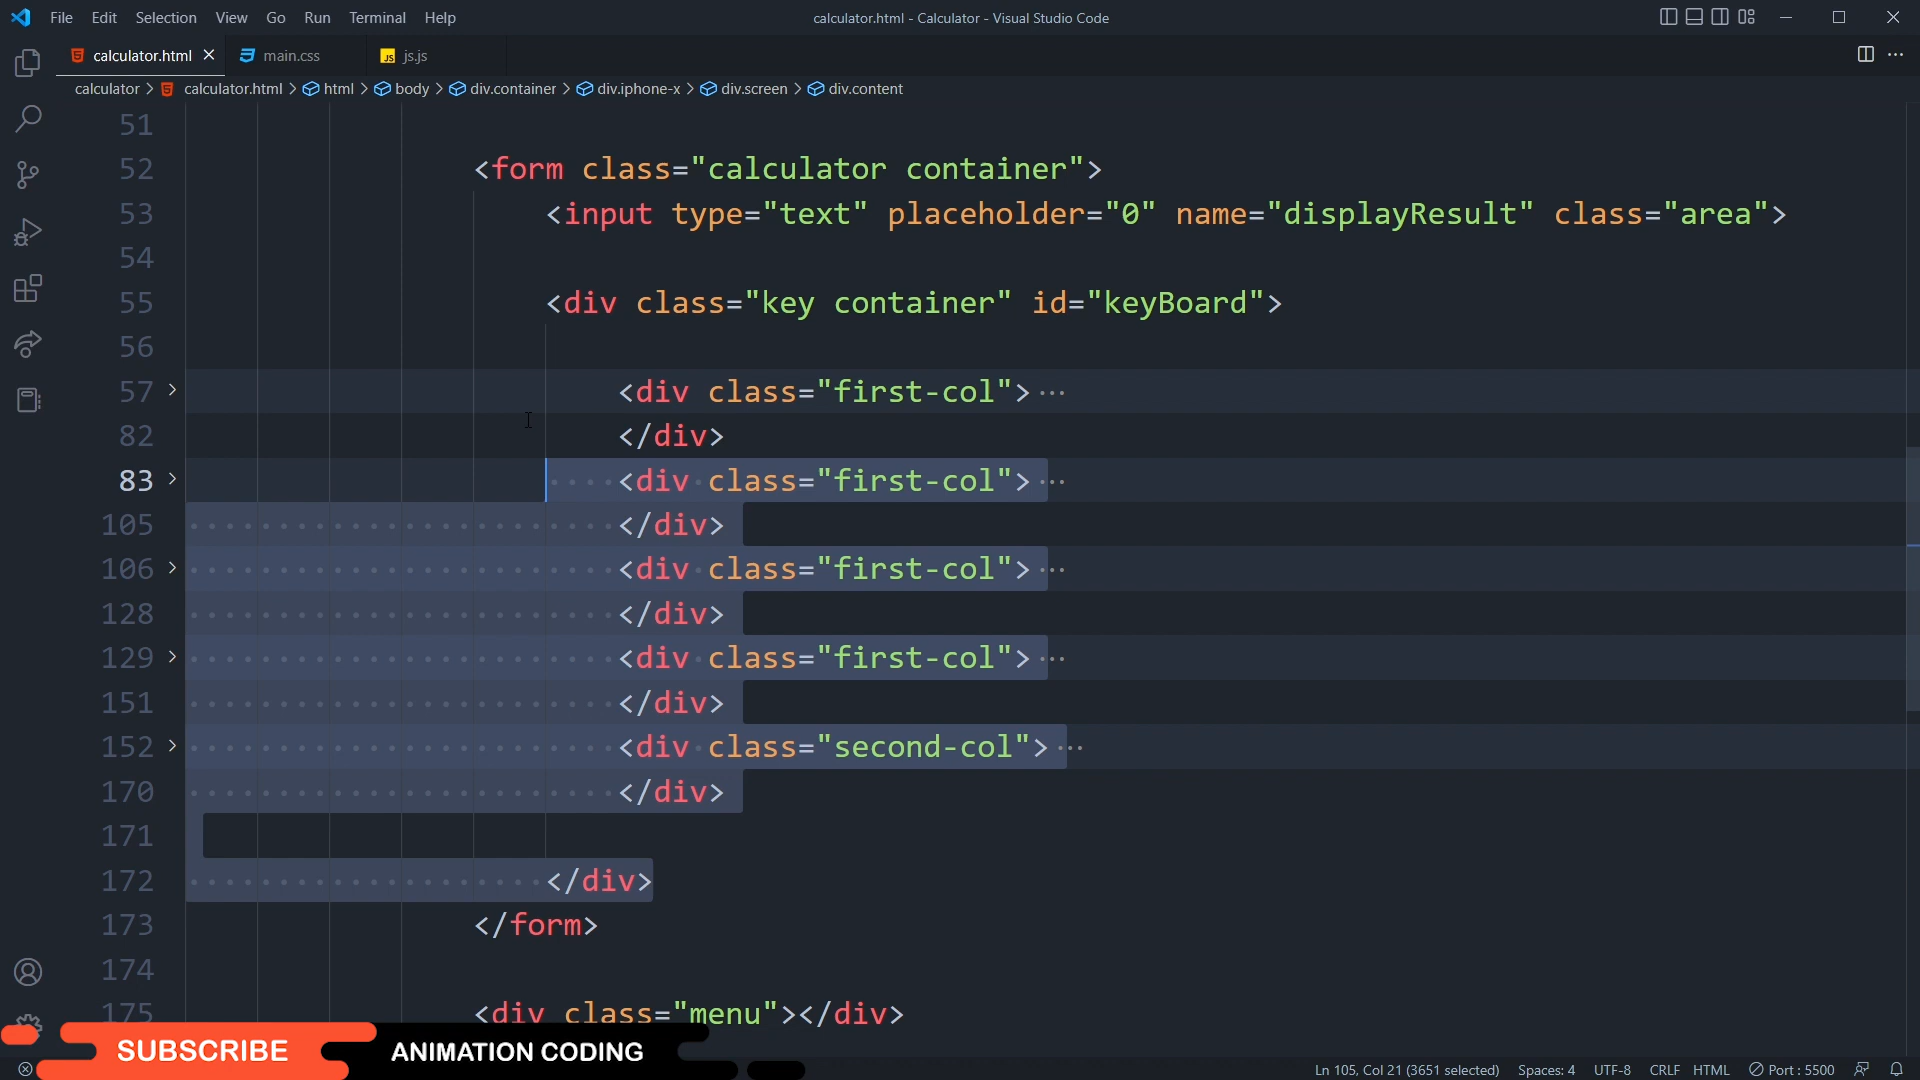 File Edit Selection View Go Run Terminal Help
calculator.html - Calculator - Visual Studio Code
calculator.html main.css JS js.js
calculator > calculator.html > html > body > div.container > div.iphone-x > div.screen > div.content
51
52 <form class="calculator container">
53 <input type="text" placeholder="0" name="displayResult" class="area">
54
55 <div class="key container" id="keyBoard">
56
57 > <div class="first-col"> ···
82 </div>
83 > <div class="first-col"> ···
105 </div>
106 > <div class="first-col"> ···
128 </div>
129 > <div class="first-col"> ···
151 </div>
152 > <div class="second-col"> ···
170 </div>
171
172 </div>
173 </form>
174
175 <div class="menu"></div>
SUBSCRIBE ANIMATION CODING
Ln 105, Col 21 (3651 selected) Spaces: 4 UTF-8 CRLF HTML Port : 5500